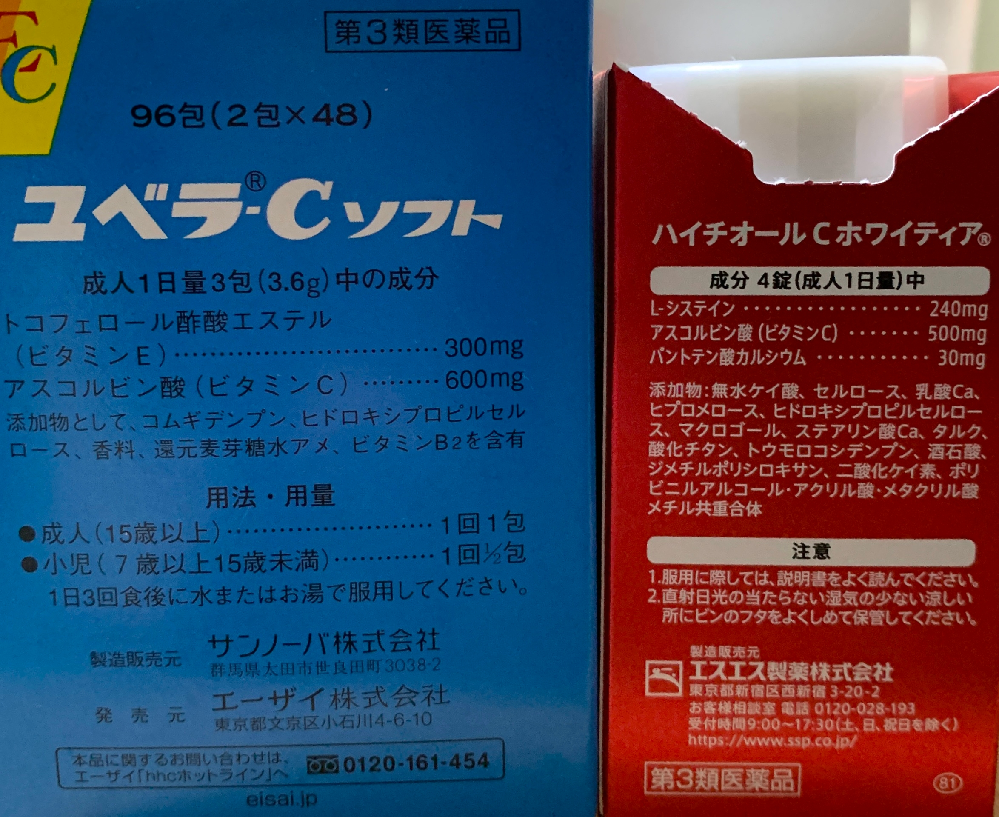 EC
第3類医薬品
96包(2包×48)
ユベラ-®Cソフト
成人1日量3包(3.6g)中の成分
トコフェロール酢酸エステル
(ビタミンE)……………………… 300mg
アスコルビン酸(ビタミンC)………600mg
添加物として、コムギデンプン、ヒドロキシプロピルセル
ロース、香料、還元麦芽糖水アメ、ビタミンB2を含有
用法・用量
●成人(15歳以上)……………………1回1包
●小児(7歳以上15歳未満)…………1回½包
1日3回食後に水またはお湯で服用してください。
製造販売元 サンノーバ株式会社
群馬県太田市世良田町3038-2
発売元 エーザイ株式会社
東京都文京区小石川4-6-10
本品に関するお問い合わせは、
エーザイ「hhcホットライン」へ 0120-161-454
eisai.jp
ハイチオールCホワイティア®
成分 4錠(成人1日量)中
L-システイン ………………… 240mg
アスコルビン酸(ビタミンC) ……… 500mg
パントテン酸カルシウム ………… 30mg
添加物:無水ケイ酸、セルロース、乳酸Ca、
ヒプロメロース、ヒドロキシプロピルセルロー
ス、マクロゴール、ステアリン酸Ca、タルク、
酸化チタン、トウモロコシデンプン、酒石酸、
ジメチルポリシロキサン、二酸化ケイ素、ポリ
ビニルアルコール・アクリル酸・メタクリル酸
メチル共重合体
注意
1.服用に際しては、説明書をよく読んでください。
2.直射日光の当たらない湿気の少ない涼しい
所にビンのフタをよくしめて保管してください。
製造販売元
エスエス製薬株式会社
東京都新宿区西新宿3-20-2
お客様相談室 電話 0120-028-193
受付時間9:00〜17:30(土、日、祝日を除く)
https://www.ssp.co.jp/
第3類医薬品
81